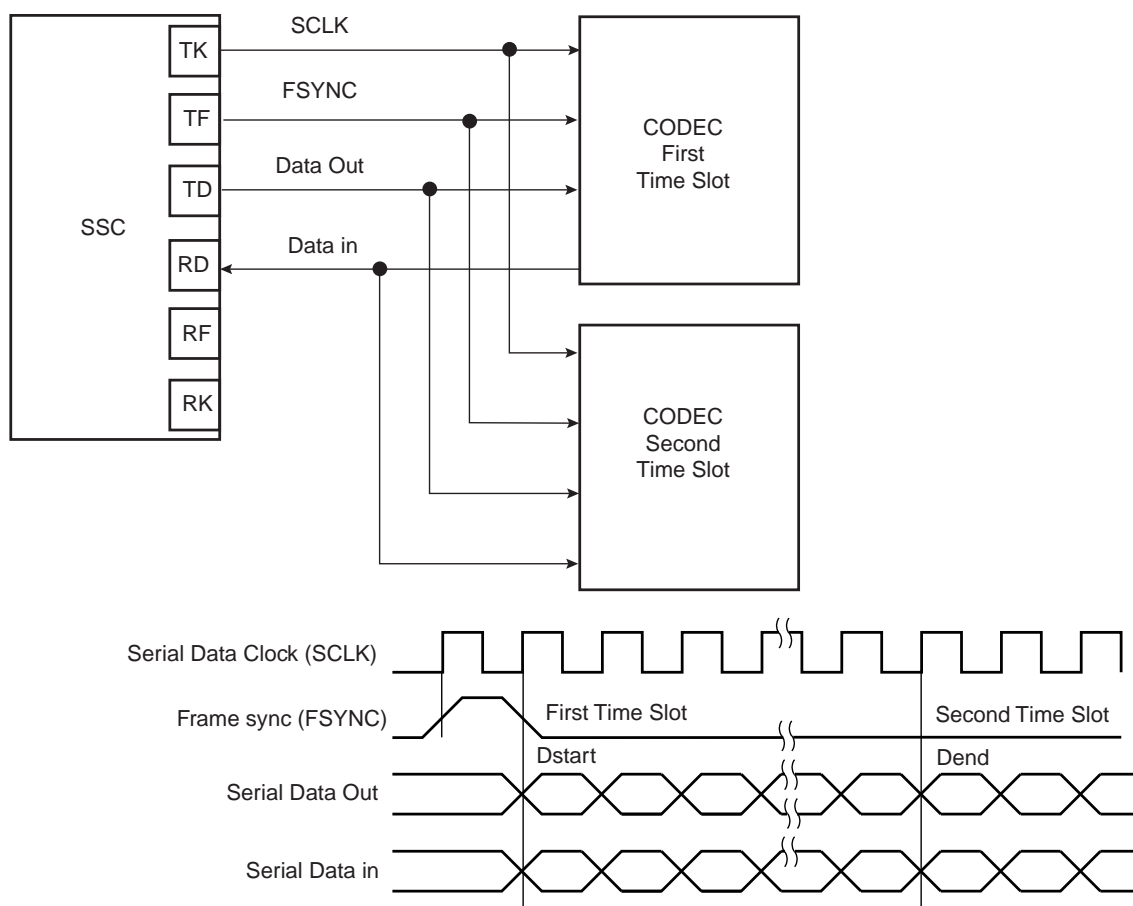 SSC
TK
TF
TD
RD
RF
RK
SCLK
FSYNC
Data Out
Data in
CODEC
First
Time Slot
CODEC
Second
Time Slot
Serial Data Clock (SCLK)
Frame sync (FSYNC)
First Time Slot
Second Time Slot
Dstart
Dend
Serial Data Out
Serial Data in